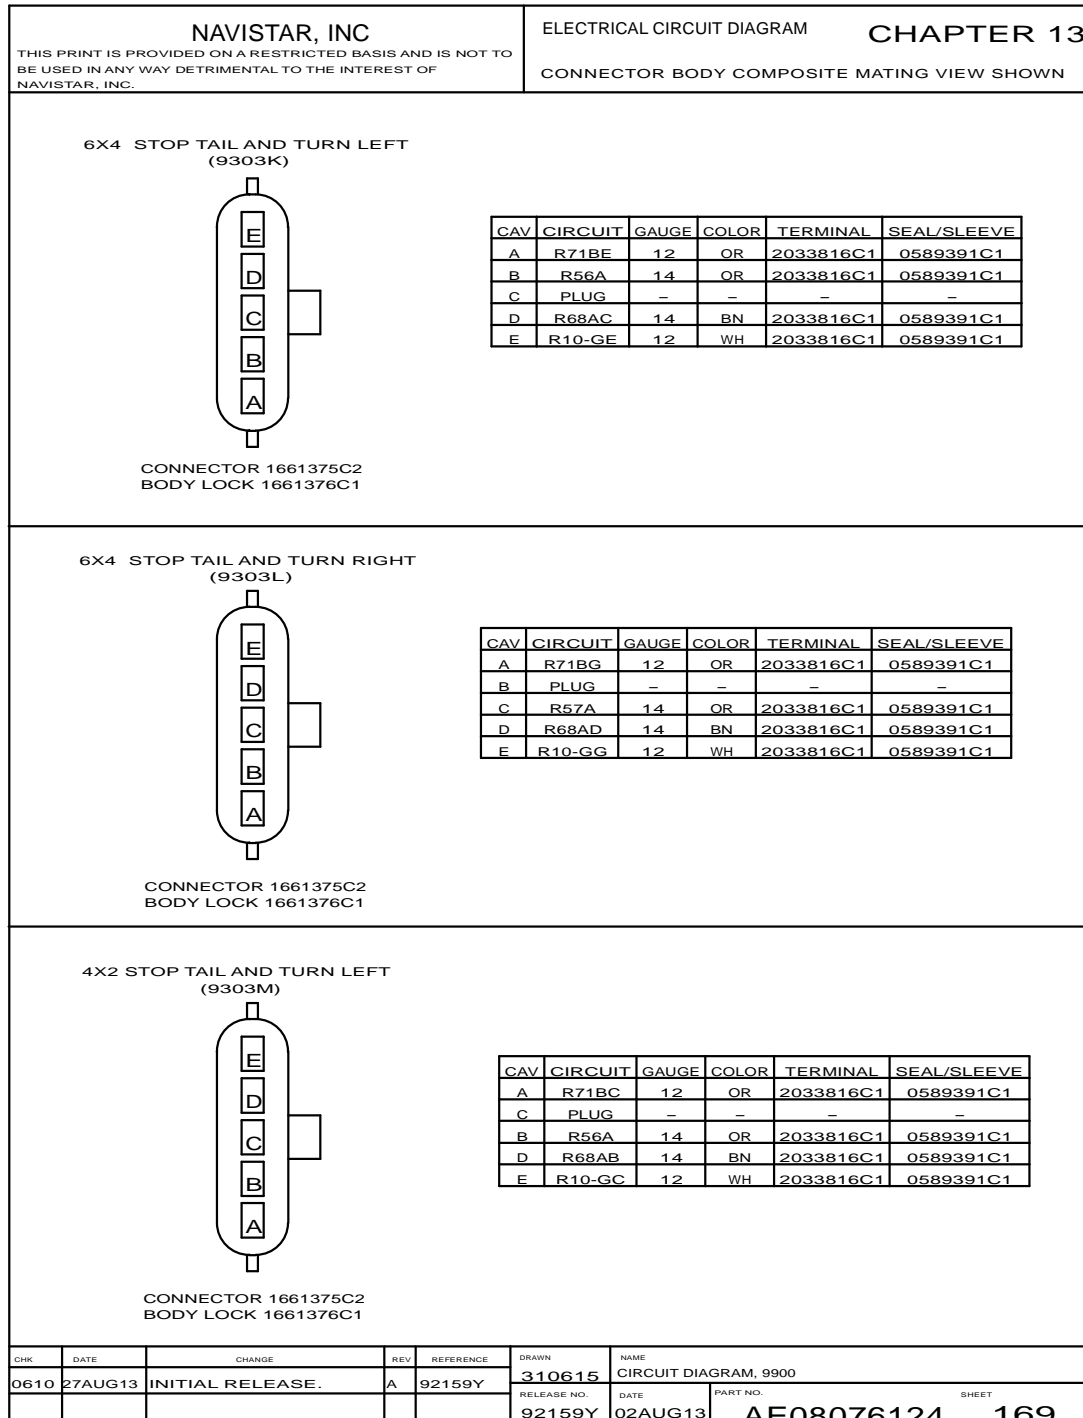 NAVISTAR, INC
THIS PRINT IS PROVIDED ON A RESTRICTED BASIS AND IS NOT TO
BE USED IN ANY WAY DETRIMENTAL TO THE INTEREST OF
NAVISTAR, INC.
ELECTRICAL CIRCUIT DIAGRAM CHAPTER 13
CONNECTOR BODY COMPOSITE MATING VIEW SHOWN
6X4 STOP TAIL AND TURN LEFT
(9303K)
E
D
C
B
A
CONNECTOR 1661375C2
BODY LOCK 1661376C1
CAV CIRCUIT GAUGE COLOR TERMINAL SEAL/SLEEVE
A R71BE 12 OR 2033816C1 0589391C1
B R56A 14 OR 2033816C1 0589391C1
C PLUG – – – –
D R68AC 14 BN 2033816C1 0589391C1
E R10-GE 12 WH 2033816C1 0589391C1
6X4 STOP TAIL AND TURN RIGHT
(9303L)
E
D
C
B
A
CONNECTOR 1661375C2
BODY LOCK 1661376C1
CAV CIRCUIT GAUGE COLOR TERMINAL SEAL/SLEEVE
A R71BG 12 OR 2033816C1 0589391C1
B PLUG – – – –
C R57A 14 OR 2033816C1 0589391C1
D R68AD 14 BN 2033816C1 0589391C1
E R10-GG 12 WH 2033816C1 0589391C1
4X2 STOP TAIL AND TURN LEFT
(9303M)
E
D
C
B
A
CONNECTOR 1661375C2
BODY LOCK 1661376C1
CAV CIRCUIT GAUGE COLOR TERMINAL SEAL/SLEEVE
A R71BC 12 OR 2033816C1 0589391C1
C PLUG – – – –
B R56A 14 OR 2033816C1 0589391C1
D R68AB 14 BN 2033816C1 0589391C1
E R10-GC 12 WH 2033816C1 0589391C1
CHK DATE CHANGE REV REFERENCE
0610 27AUG13 INITIAL RELEASE. A 92159Y
DRAWN NAME
310615 CIRCUIT DIAGRAM, 9900
RELEASE NO. DATE PART NO. SHEET
92159Y 02AUG13 AE08076124 169